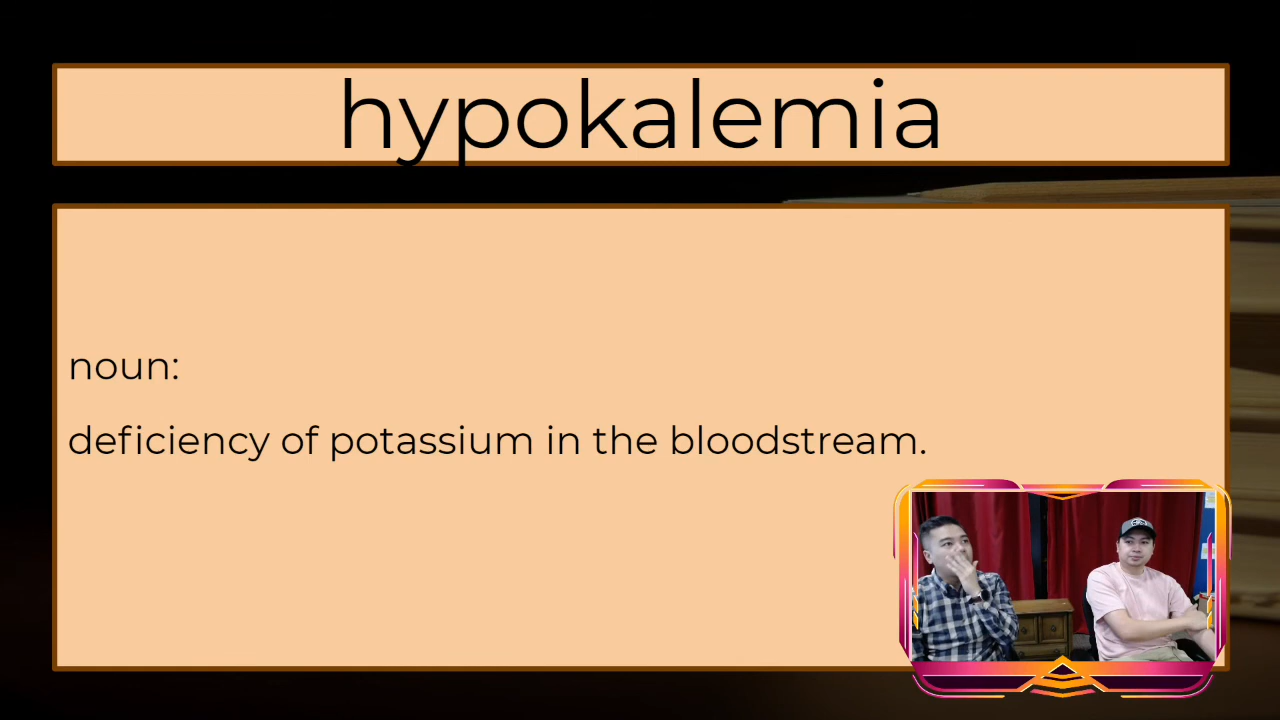 hypokalemia
noun:
deficiency of potassium in the bloodstream.